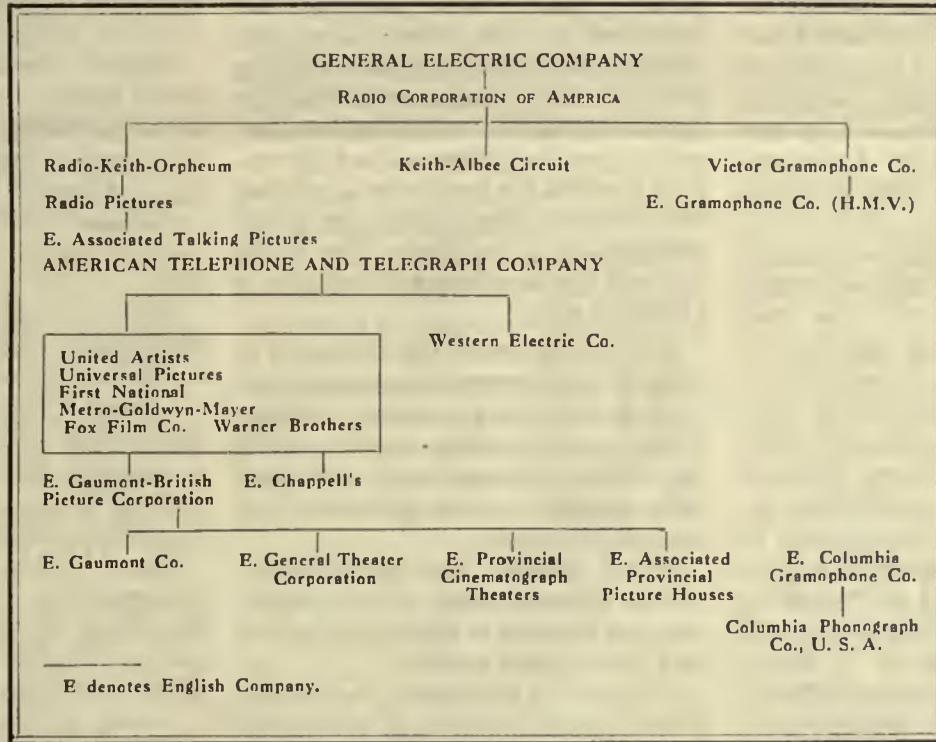 GENERAL ELECTRIC COMPANY
RADIO CORPORATION OF AMERICA
Radio-Keith-Orpheum Keith-Albee Circuit Victor Gramophone Co.
Radio Pictures E. Gramophone Co. (H.M.V.)
E. Associated Talking Pictures
AMERICAN TELEPHONE AND TELEGRAPH COMPANY
Western Electric Co.
United Artists
Universal Pictures
First National
Metro-Goldwyn-Mayer
Fox Film Co. Warner Brothers
E. Gaumont-British
Picture Corporation
E. Chappell's
E. Gaumont Co.
E. General Theater
Corporation
E. Provincial
Cinematograph
Theaters
E. Associated
Provincial
Picture Houses
E. Columbia
Gramophone Co.
Columbia Phonograph
Co., U. S. A.
E denotes English Company.